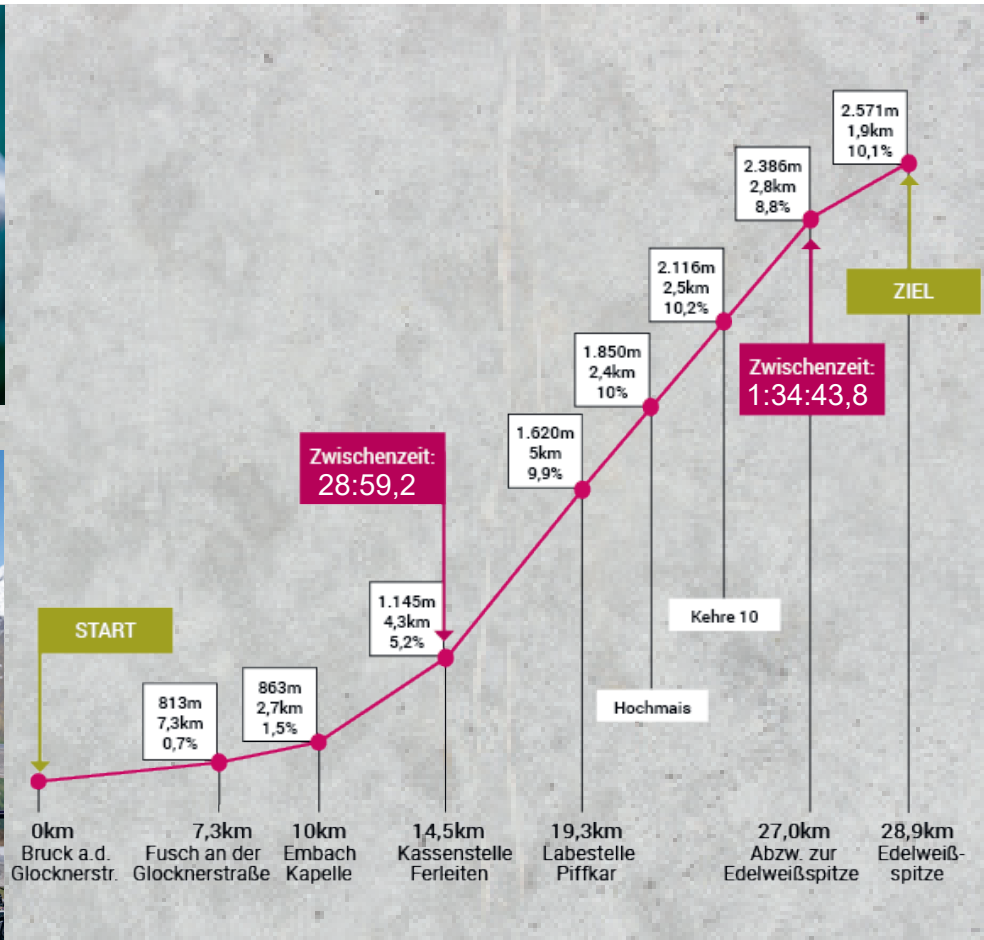 2.571m
1,9km
10,1%
2.386m
2,8km
8,8%
2.116m
2,5km
10,2%
ZIEL
1.850m
2,4km
10%
Zwischenzeit:
1:34:43,8
1.620m
5km
9,9%
Zwischenzeit:
28:59,2
1.145m
4,3km
5,2%
START
Kehre 10
863m
2,7km
1,5%
813m
7,3km
0,7%
Hochmais
0km
Bruck a.d.
Glocknerstr.
7,3km
Fusch an der
Glocknerstraße
10km
Embach
Kapelle
14,5km
Kassenstelle
Ferleiten
19,3km
Labestelle
Piffkar
27,0km
Abzw. zur
Edelweißspitze
28,9km
Edelweiß-
spitze